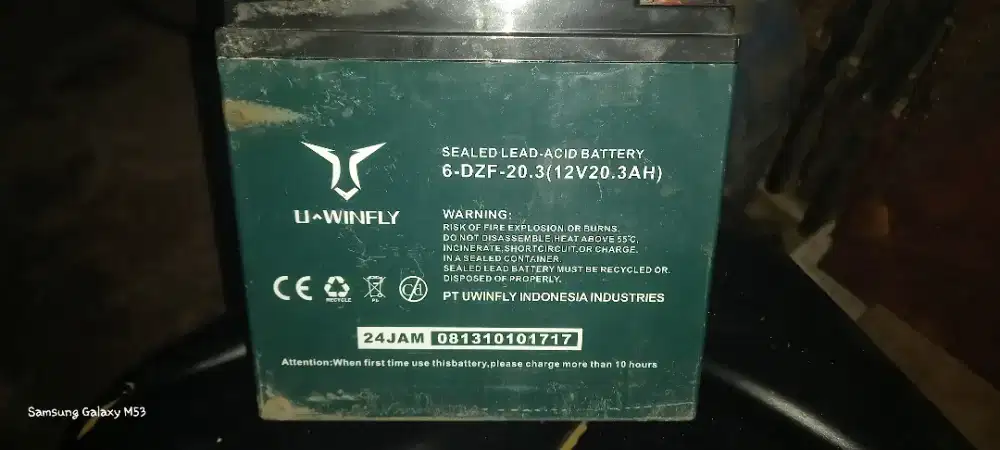 SEALED LEAD-ACID BATTERY
6-DZF-20.3(12V20.3AH)
U-WINFLY
WARNING:
RISK OF FIRE EXPLOSION OR BURNS.
DO NOT DISASSEMBLE,HEAT ABOVE 55℃,
INCINERATE,SHORTCIRCUIT,OR CHARGE.
IN A SEALED CONTAINER.
SEALED LEAD BATTERY MUST BE RECYCLED OR.
DISPOSED OF PROPERLY.
CE
RECYCLE
Pb
Cd
PT UWINFLY INDONESIA INDUSTRIES
24JAM 081310101717
Attention:When first time use thisbattery,please charge more than 10 hours
Samsung Galaxy M53